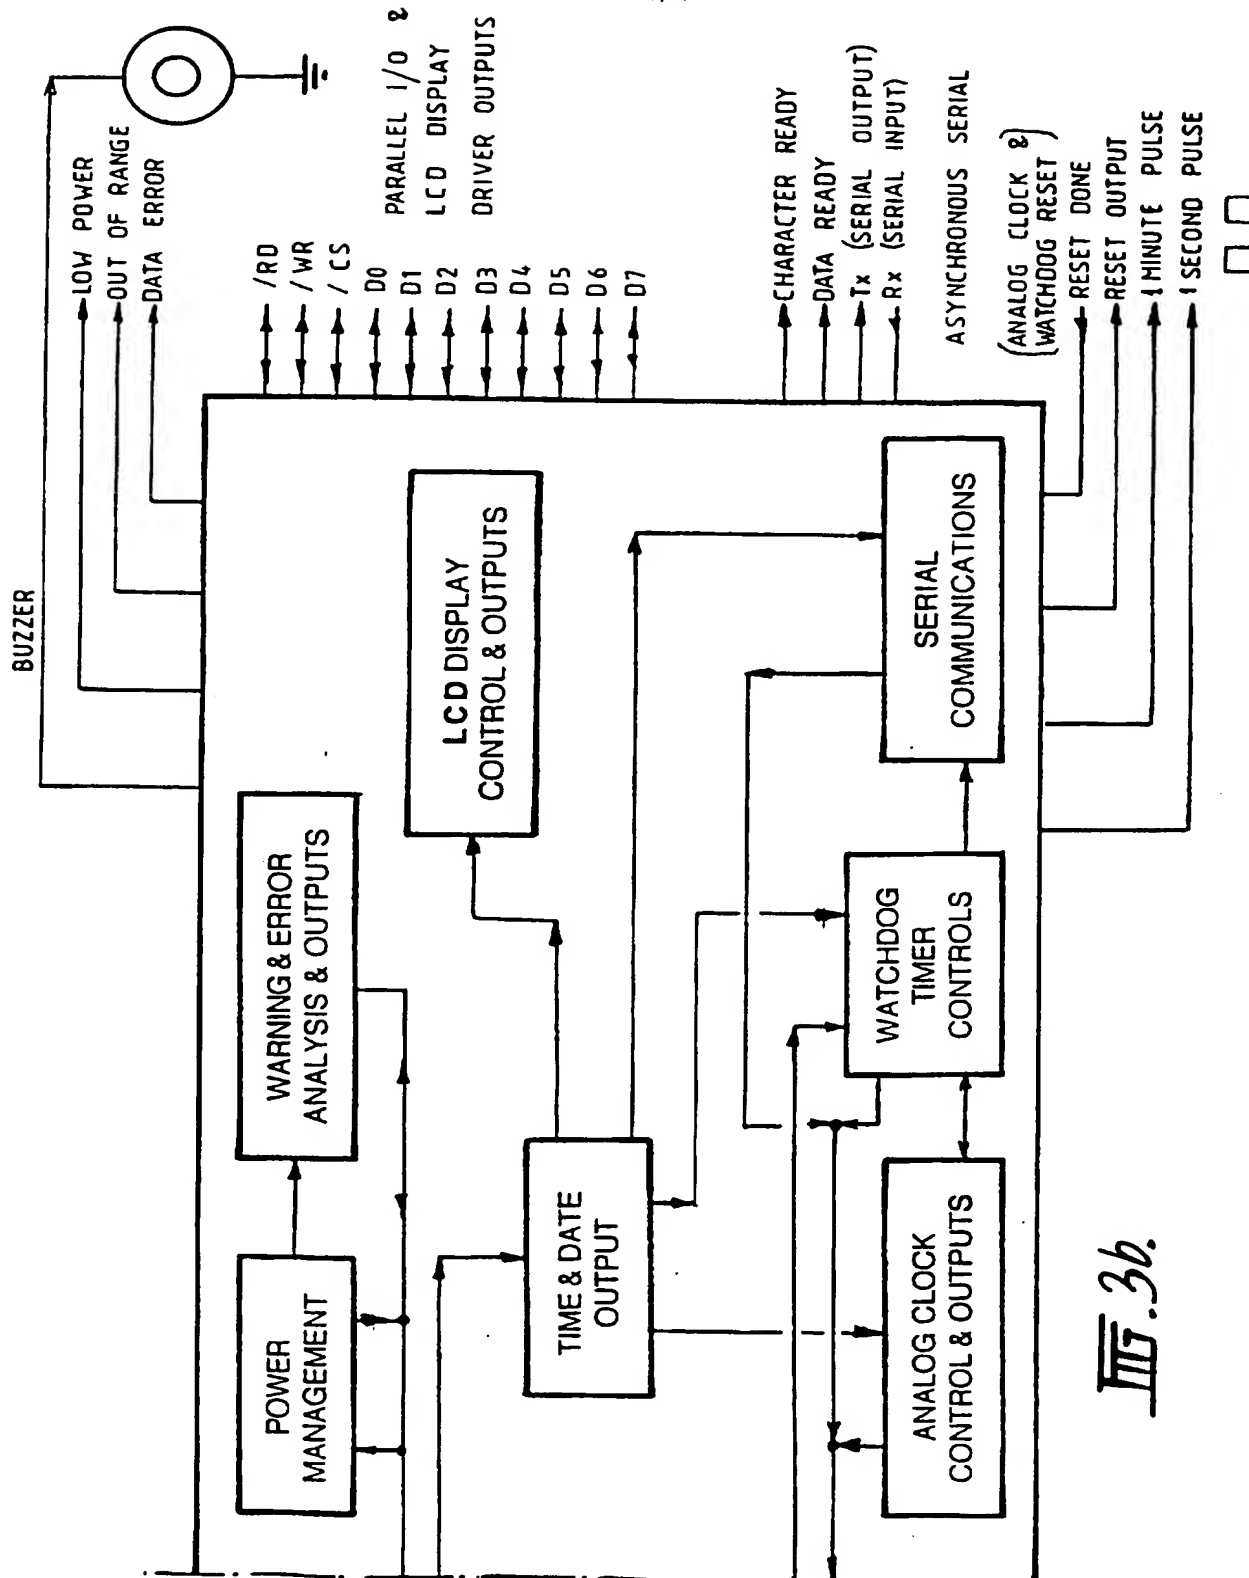 BUZZER
LOW POWER
OUT OF RANGE
DATA ERROR
/RD
/WR
/CS
D0
D1
D2
D3
D4
D5
D6
D7
PARALLEL I/O &
LCD DISPLAY
DRIVER OUTPUTS
CHARACTER READY
DATA READY
Tx (SERIAL OUTPUT)
Rx (SERIAL INPUT)
ASYNCHRONOUS SERIAL
(ANALOG CLOCK &
WATCHDOG RESET)
RESET DONE
RESET OUTPUT
1 MINUTE PULSE
1 SECOND PULSE
POWER
MANAGEMENT
WARNING & ERROR
ANALYSIS & OUTPUTS
LCD DISPLAY
CONTROL & OUTPUTS
TIME & DATE
OUTPUT
ANALOG CLOCK
CONTROL & OUTPUTS
WATCHDOG
TIMER
CONTROLS
SERIAL
COMMUNICATIONS
FIG. 3b.